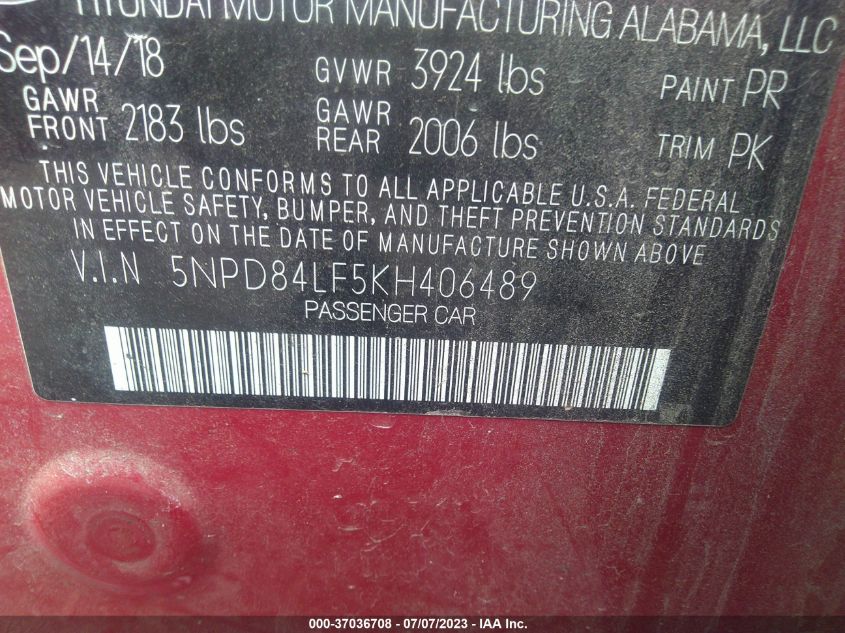 HYUNDAI MOTOR MANUFACTURING ALABAMA, LLC
Sep/14/18 GVWR 3924 lbs PAINT PR
GAWR FRONT 2183 lbs GAWR REAR 2006 lbs TRIM PK
THIS VEHICLE CONFORMS TO ALL APPLICABLE U.S.A. FEDERAL
MOTOR VEHICLE SAFETY, BUMPER, AND THEFT PREVENTION STANDARDS
IN EFFECT ON THE DATE OF MANUFACTURE SHOWN ABOVE
V.I.N 5NPD84LF5KH406489
PASSENGER CAR
000-37036708 - 07/07/2023 - IAA Inc.